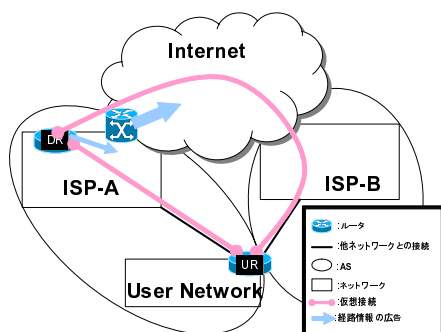 Internet
DR
ISP-A
ISP-B
UR
User Network
:ルータ
:他ネットワークとの接続
:AS
:ネットワーク
:仮想接続
:経路情報の広告